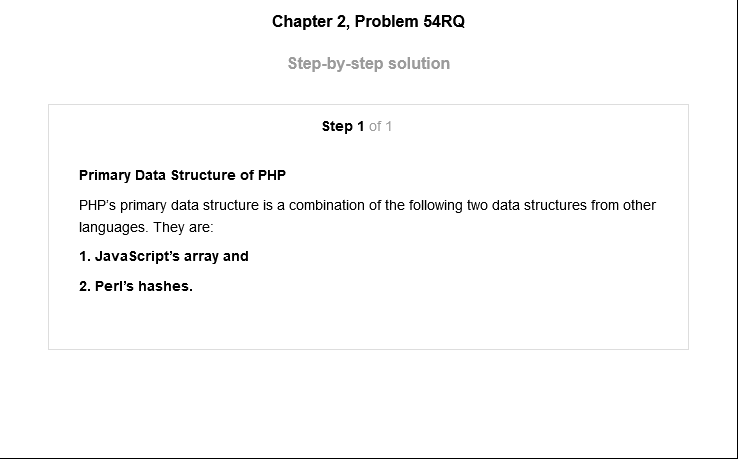 Chapter 2, Problem 54RQ
Step-by-step solution
Step 1 of 1
Primary Data Structure of PHP
PHP's primary data structure is a combination of the following two data structures from other
languages. They are:
1. JavaScript's array and
2. Perl's hashes.